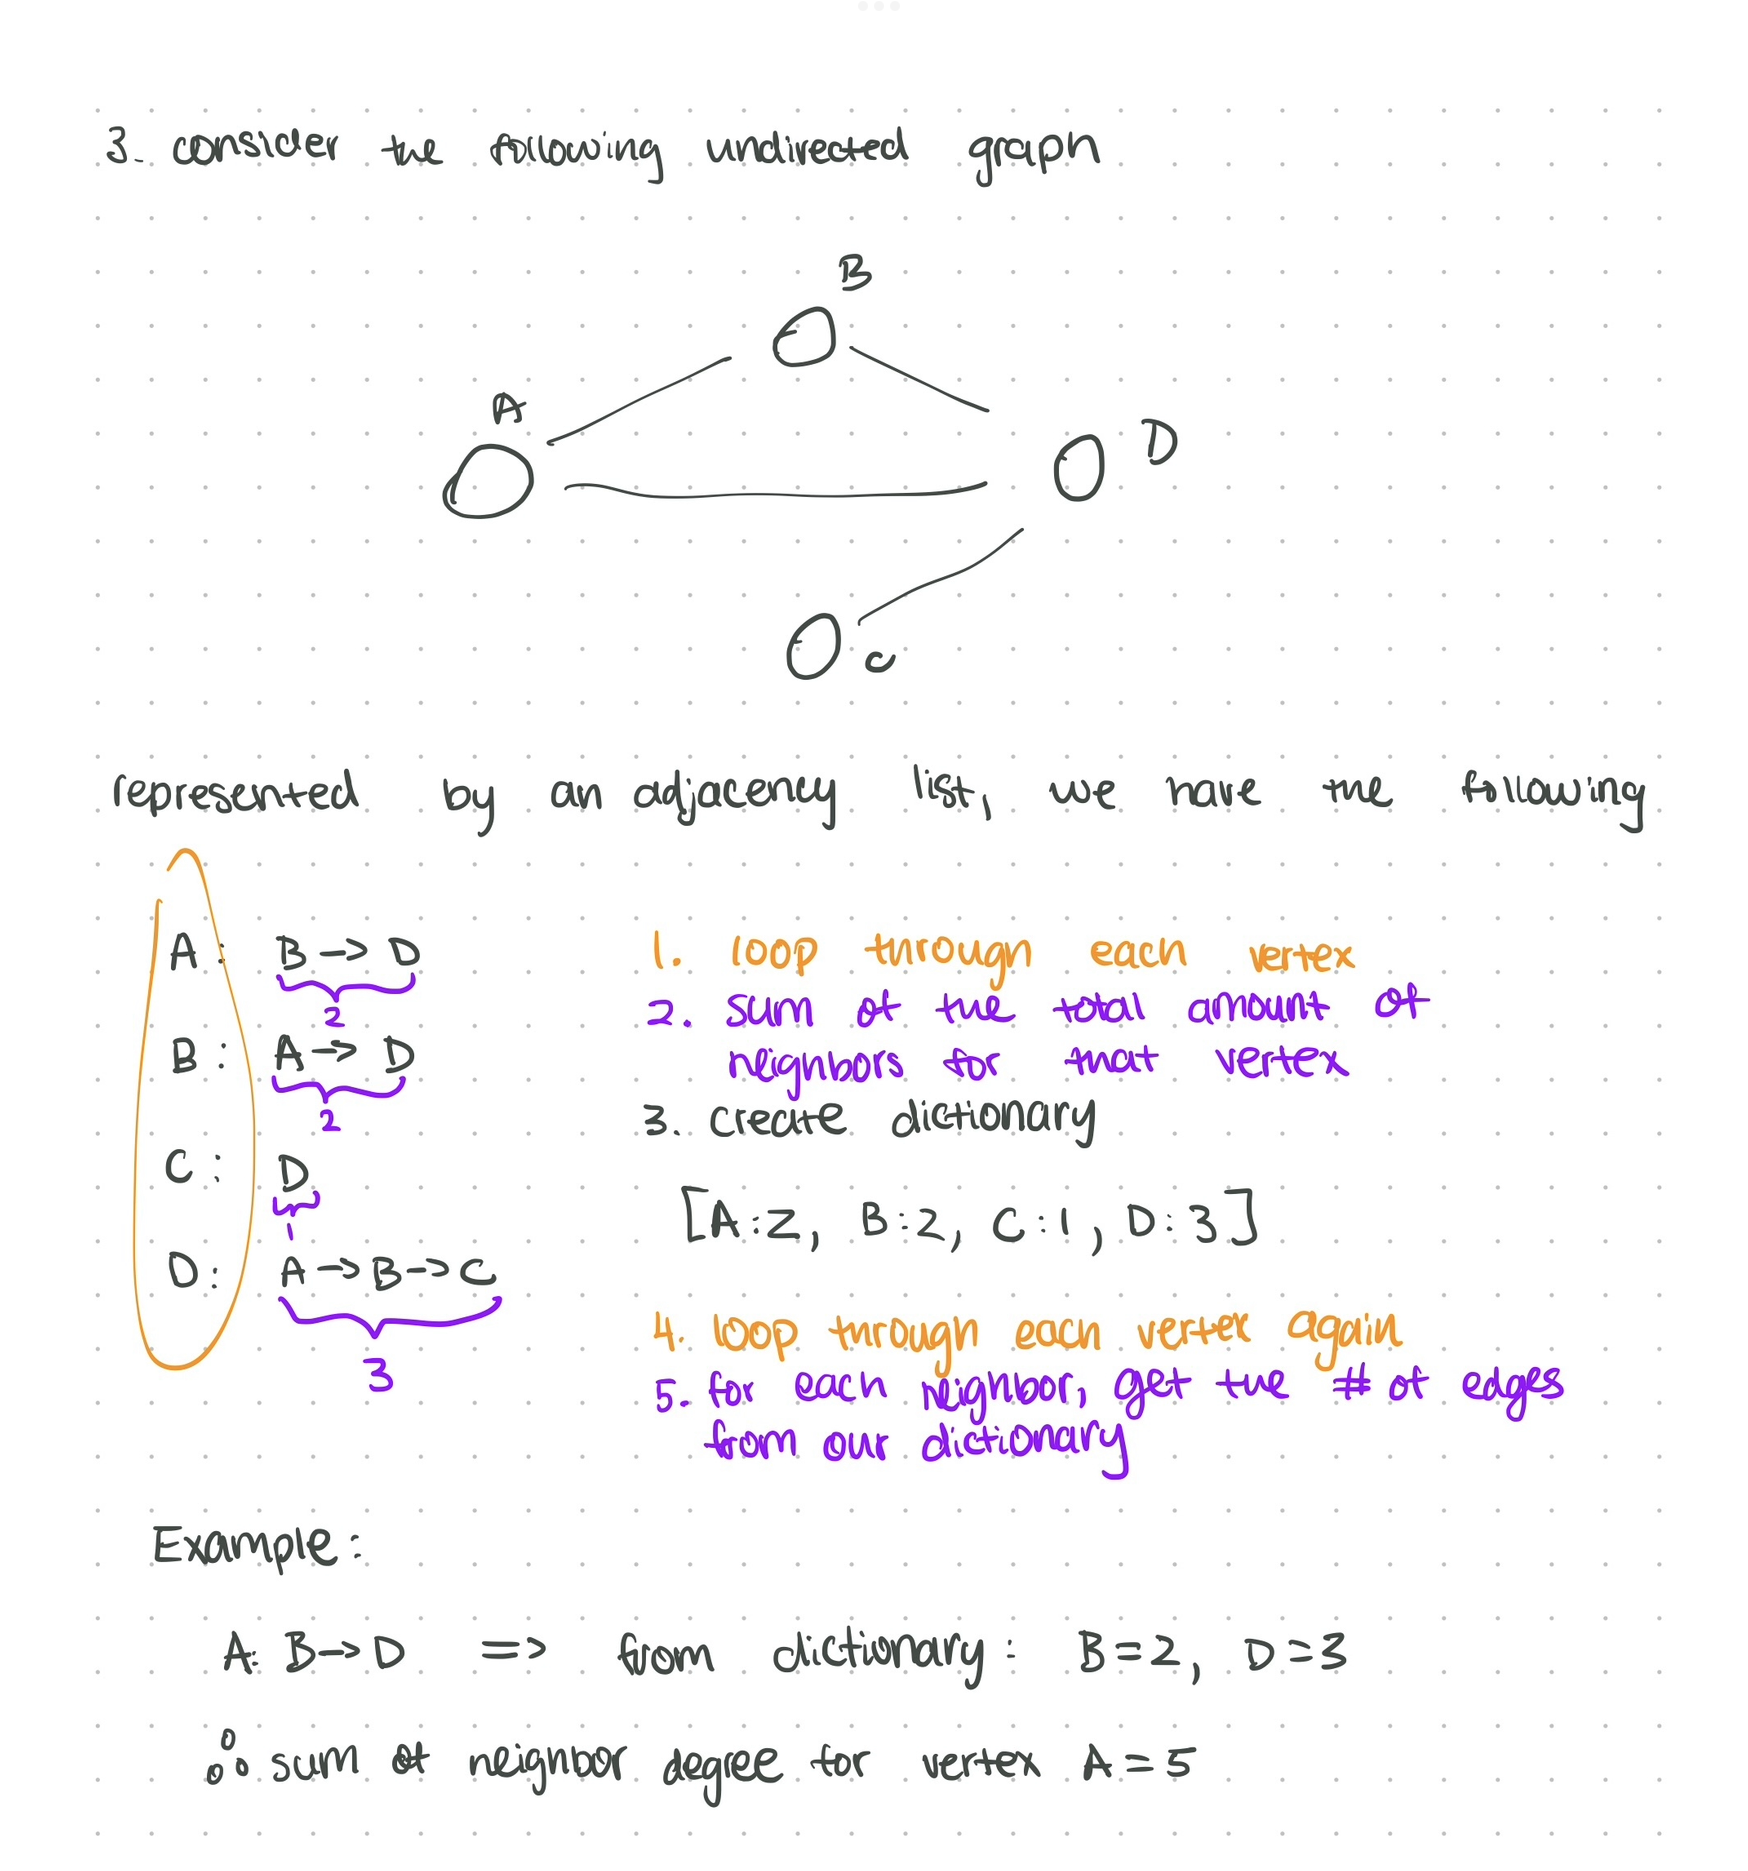 3. consider the following undirected graph
B
A
D
C
represented by an adjacency list, we have the following
A: B -> D
2
B: A -> D
2
C: D
1
D: A -> B -> C
3
1. loop through each vertex
2. sum of the total amount of
neighbors for that vertex
3. create dictionary
[A:2, B:2, C:1, D:3]
4. loop through each vertex again
5. for each neighbor, get the # of edges
from our dictionary
Example:
A: B -> D => from dictionary: B=2, D=3
∴ sum of neighbor degree for vertex A=5